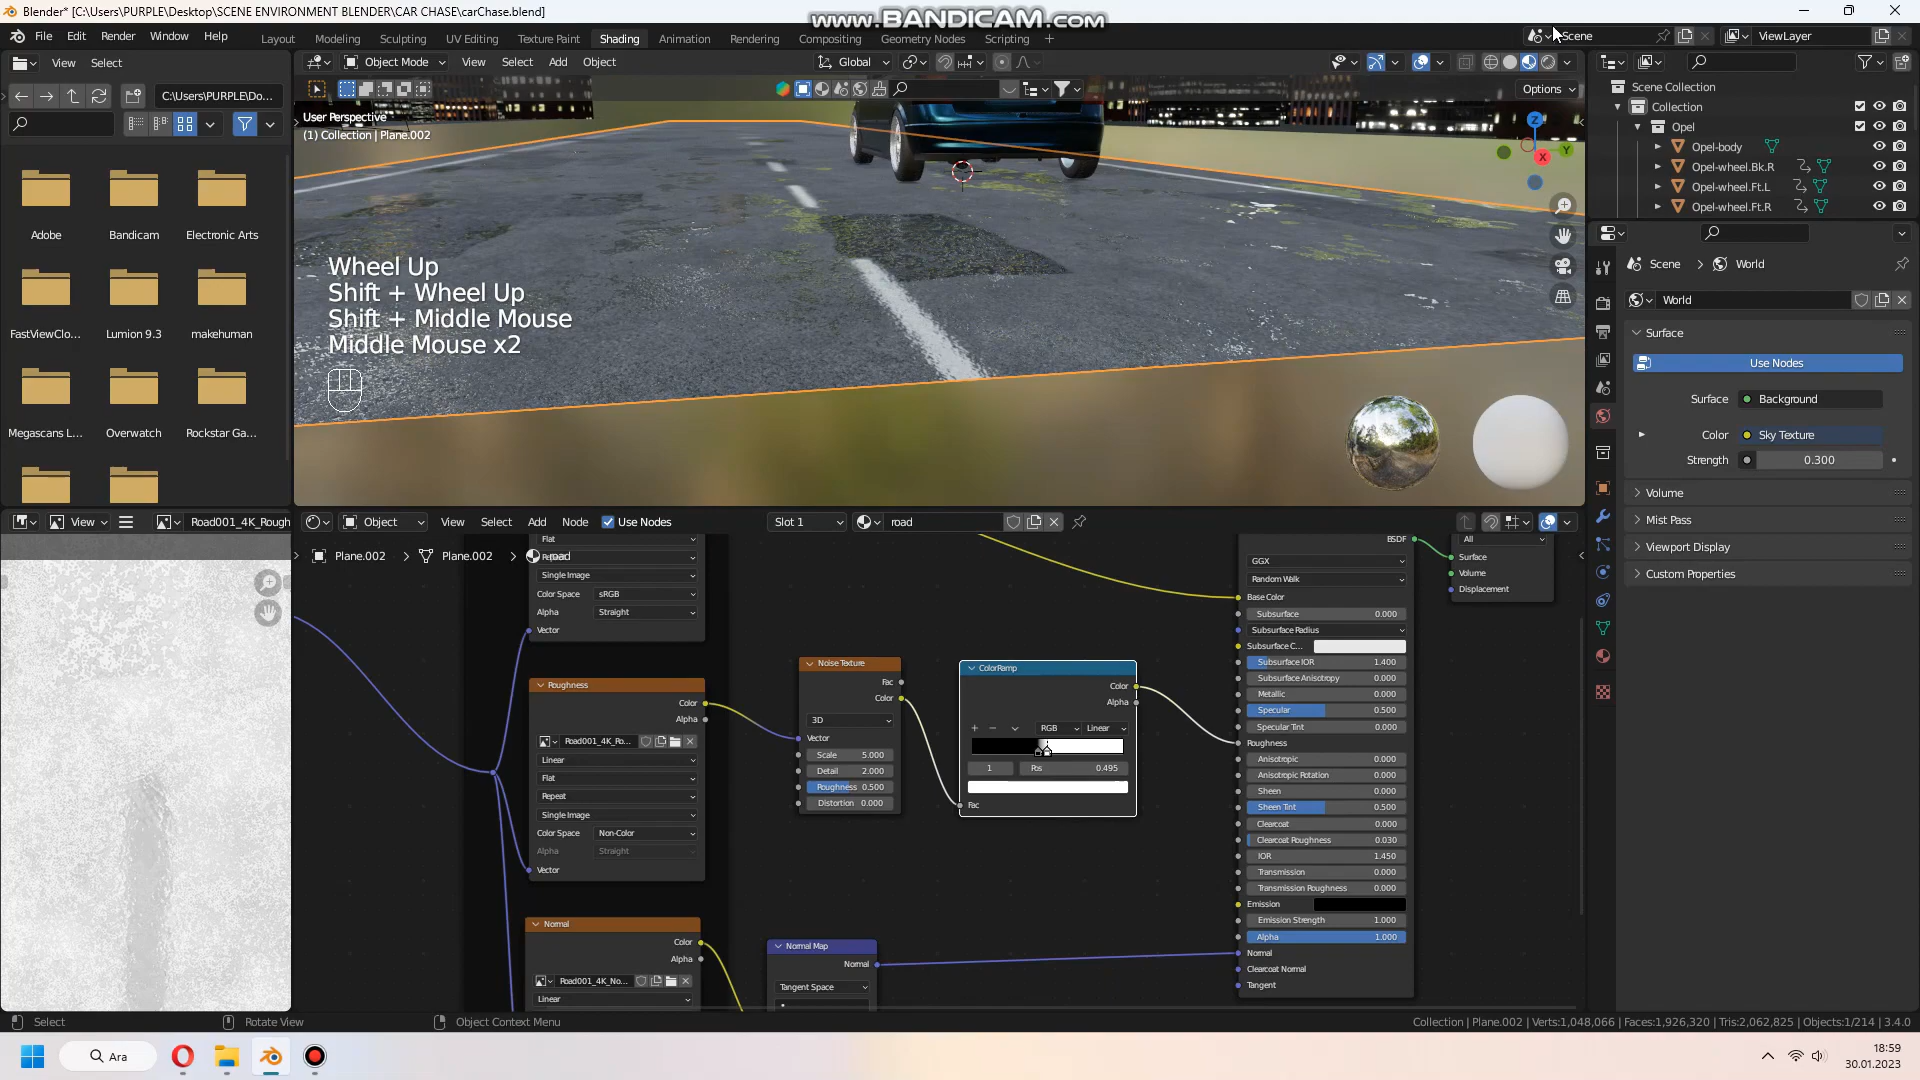 Blender* [C:\Users\PURPLE\Desktop\SCENE ENVIRONMENT BLENDER\CAR CHASE\carChase.blend]
www.BANDICAM.com
File Edit Render Window Help
Layout Modeling Sculpting UV Editing Texture Paint Shading Animation Rendering Compositing Geometry Nodes Scripting +
Scene
ViewLayer
View Select
Object Mode View Select Add Object
Global
C:\Users\PURPLE\Do...
Options
User Perspective
(1) Collection | Plane.002
Z
Y
X
Wheel Up
Shift + Wheel Up
Shift + Middle Mouse
Middle Mouse x2
Adobe
Bandicam
Electronic Arts
FastViewClo...
Lumion 9.3
makehuman
Megascans L...
Overwatch
Rockstar Ga...
Scene Collection
Collection
Opel
Opel-body
Opel-wheel.Bk.R
Opel-wheel.Ft.L
Opel-wheel.Ft.R
Scene > World
World
Surface
Use Nodes
Surface Background
Color Sky Texture
Strength 0.300
Volume
Mist Pass
Viewport Display
Custom Properties
View
Road001_4K_Rough
Object View Select Add Node Use Nodes
Slot 1
road
Plane.002 > Plane.002 > road
Flat
Repeat
Single Image
Color Space sRGB
Alpha Straight
Vector
Roughness
Color
Alpha
Road001_4K_Ro...
Linear
Flat
Repeat
Single Image
Color Space Non-Color
Alpha Straight
Vector
Normal
Color
Alpha
Road001_4K_No...
Linear
Noise Texture
Fac
Color
3D
Vector
Scale 5.000
Detail 2.000
Roughness 0.500
Distortion 0.000
ColorRamp
Color
Alpha
RGB Linear
1 Pos 0.495
Fac
Normal Map
Normal
Tangent Space
BSDF
GGX
Random Walk
Base Color
Subsurface 0.000
Subsurface Radius
Subsurface C...
Subsurface IOR 1.400
Subsurface Anisotropy 0.000
Metallic 0.000
Specular 0.500
Specular Tint 0.000
Roughness
Anisotropic 0.000
Anisotropic Rotation 0.000
Sheen 0.000
Sheen Tint 0.500
Clearcoat 0.000
Clearcoat Roughness 0.030
IOR 1.450
Transmission 0.000
Transmission Roughness 0.000
Emission
Emission Strength 1.000
Alpha 1.000
Normal
Clearcoat Normal
Tangent
All
Surface
Volume
Displacement
Select
Rotate View
Object Context Menu
Collection | Plane.002 | Verts:1,048,066 | Faces:1,926,320 | Tris:2,062,825 | Objects:1/214 | 3.4.0
Ara
18:59
30.01.2023